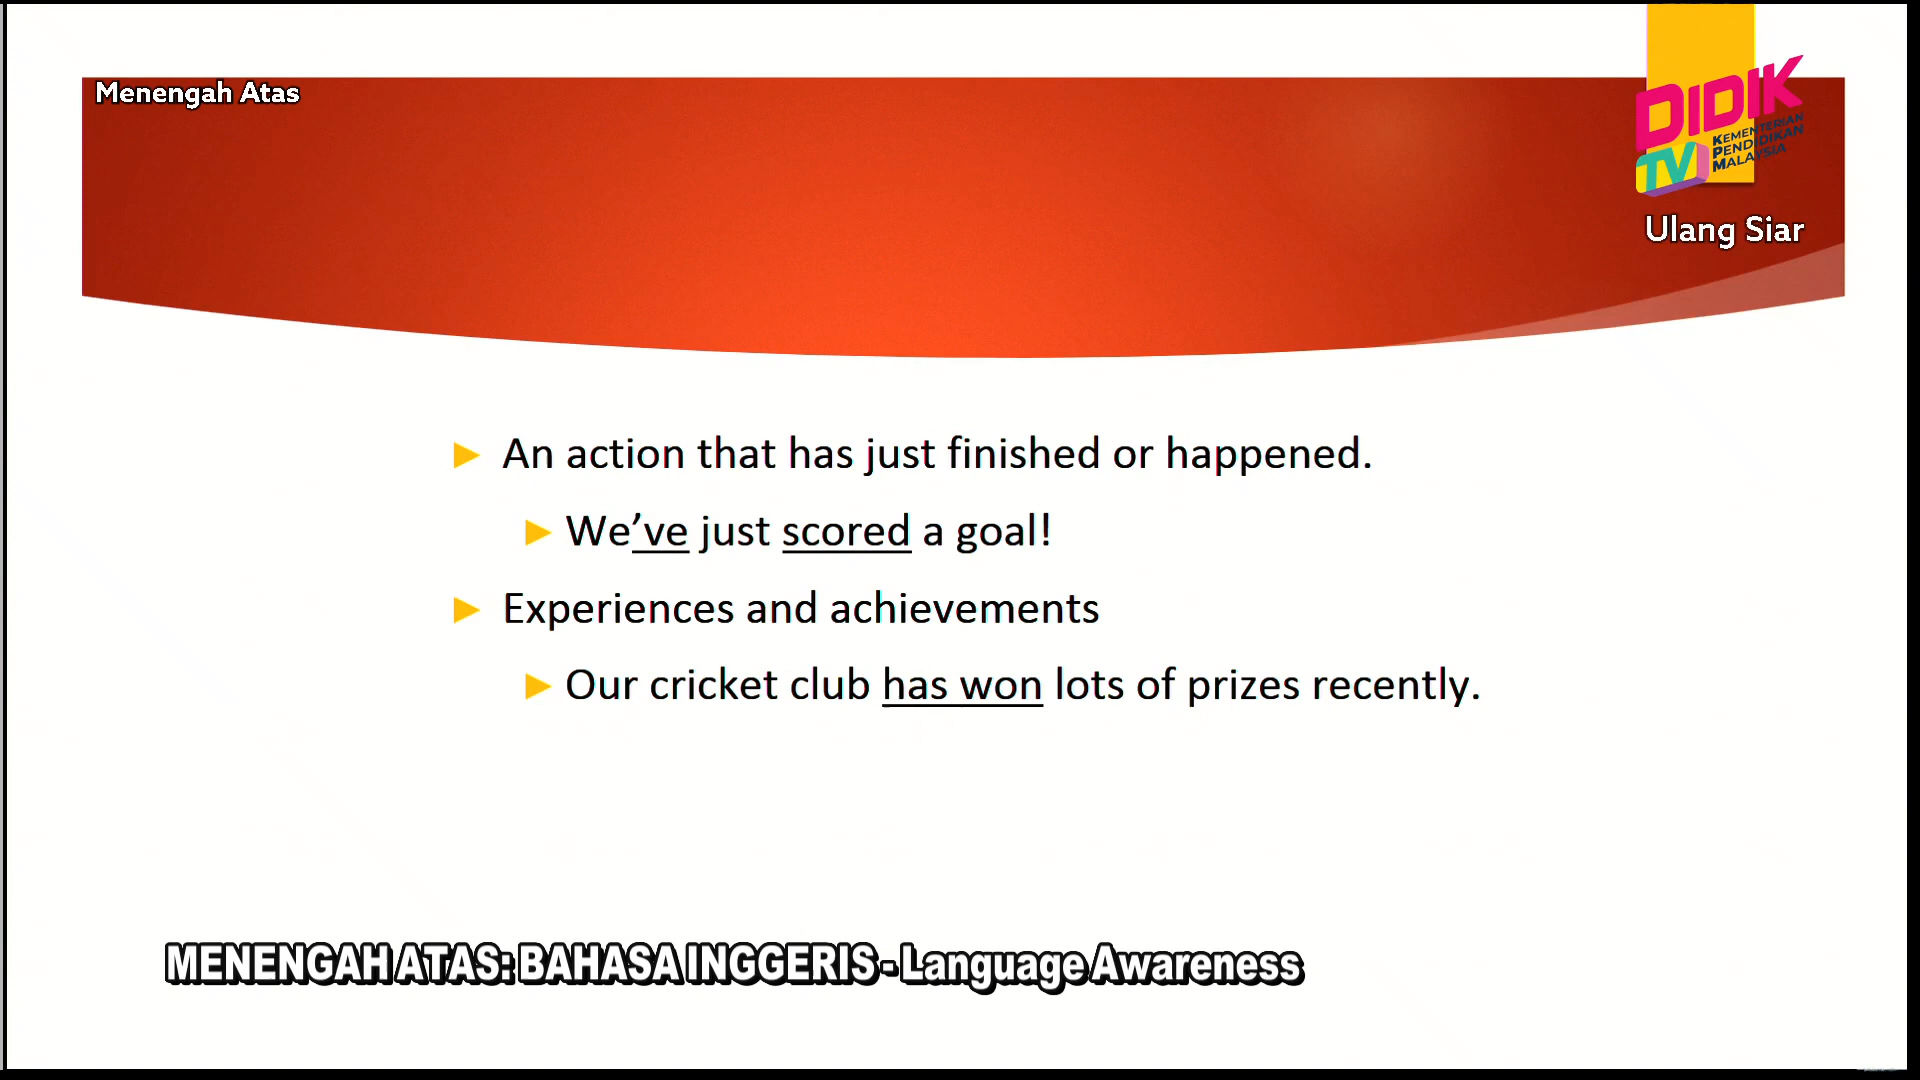 Menengah Atas
DIDIK
TV
KEMENTERIAN
PENDIDIKAN
MALAYSIA
Ulang Siar
An action that has just finished or happened.
We’ve just scored a goal!
Experiences and achievements
Our cricket club has won lots of prizes recently.
MENENGAH ATAS: BAHASA INGGERIS - Language Awareness